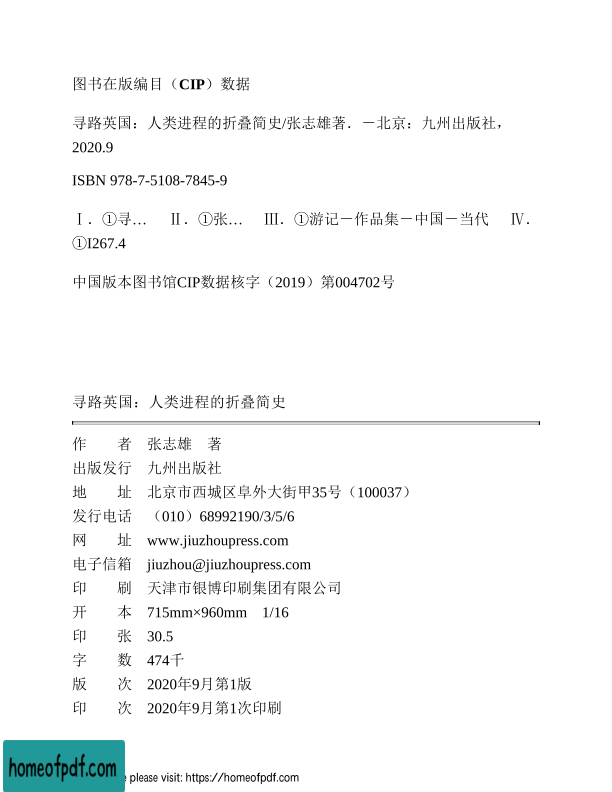 图书在版编目（CIP）数据
寻路英国：人类进程的折叠简史/张志雄著．－北京：九州出版社，
2020.9
ISBN 978-7-5108-7845-9
Ⅰ．①寻… Ⅱ．①张… Ⅲ．①游记－作品集－中国－当代 Ⅳ．
①I267.4
中国版本图书馆CIP数据核字（2019）第004702号
寻路英国：人类进程的折叠简史
作　　者　张志雄　著
出版发行　九州出版社
地　　址　北京市西城区阜外大街甲35号（100037）
发行电话　（010）68992190/3/5/6
网　　址　www.jiuzhoupress.com
电子信箱　jiuzhou@jiuzhoupress.com
印　　刷　天津市银博印刷集团有限公司
开　　本　715mm×960mm　1/16
印　　张　30.5
字　　数　474千
版　　次　2020年9月第1版
印　　次　2020年9月第1次印刷
homeofpdf.com
please visit: https://homeofpdf.com